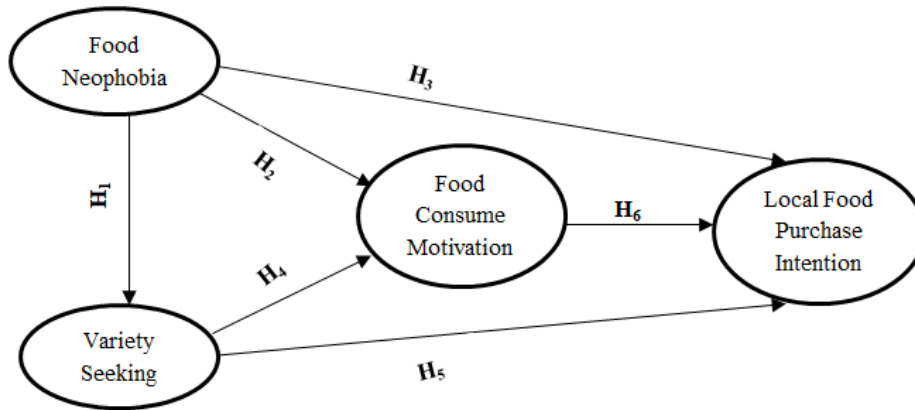 Food
Neophobia
H₃
H₂
H₁
Food
Consume
Motivation
H₆
Local Food
Purchase
Intention
H₄
Variety
Seeking
H₅